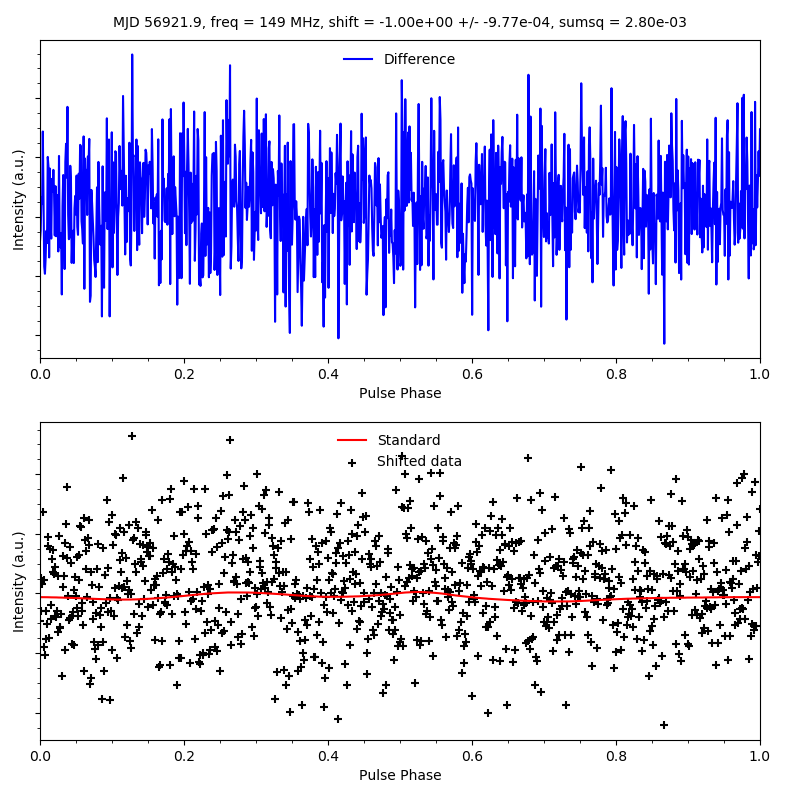 MJD 56921.9, freq = 149 MHz, shift = -1.00e+00 +/- -9.77e-04, sumsq = 2.80e-03
Difference
Intensity (a.u.)
0.0 0.2 0.4 0.6 0.8 1.0
Pulse Phase
Standard
Shifted data
Intensity (a.u.)
0.0 0.2 0.4 0.6 0.8 1.0
Pulse Phase